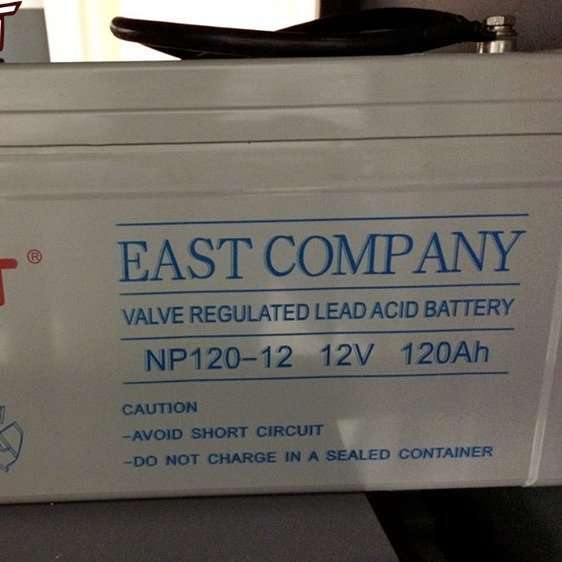 T®
EAST COMPANY
VALVE REGULATED LEAD ACID BATTERY
NP120-12 12V 120Ah
CAUTION
-AVOID SHORT CIRCUIT
-DO NOT CHARGE IN A SEALED CONTAINER